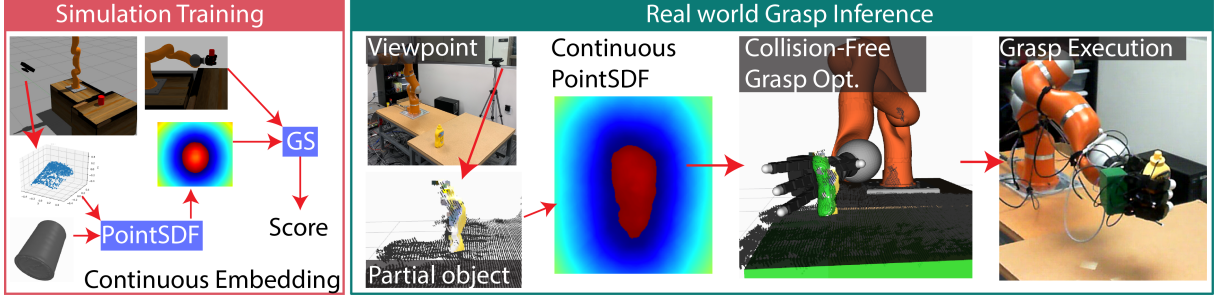 Simulation Training
GS
PointSDF
Score
Continuous Embedding
Real world Grasp Inference
Viewpoint
Partial object
Continuous
PointSDF
Collision-Free
Grasp Opt.
Grasp Execution